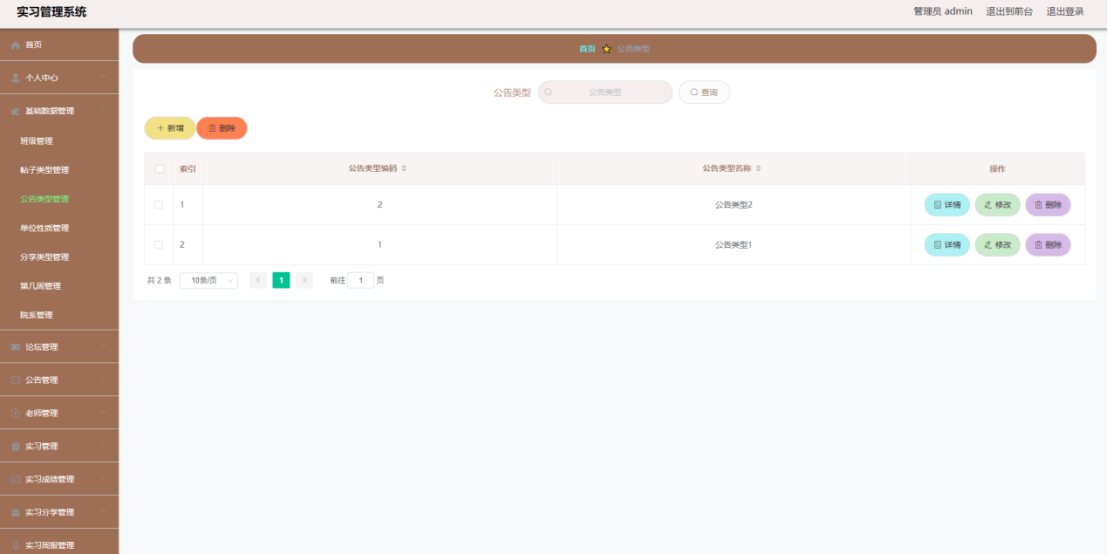 实习管理系统
管理员 admin 退出到前台 退出登录
首页
个人中心
基础数据管理
班级管理
帖子类型管理
公告类型管理
单位性质管理
分享类型管理
第几周管理
院系管理
论坛管理
公告管理
老师管理
实习管理
实习成绩管理
实习分学管理
实习周报管理
首页 公告类型
公告类型 公告类型 查询
新增 删除
索引 公告类型编码 公告类型名称 操作
1 2 公告类型2 详情 修改 删除
2 1 公告类型1 详情 修改 删除
共 2 条 10条/页 1 前往 1 页